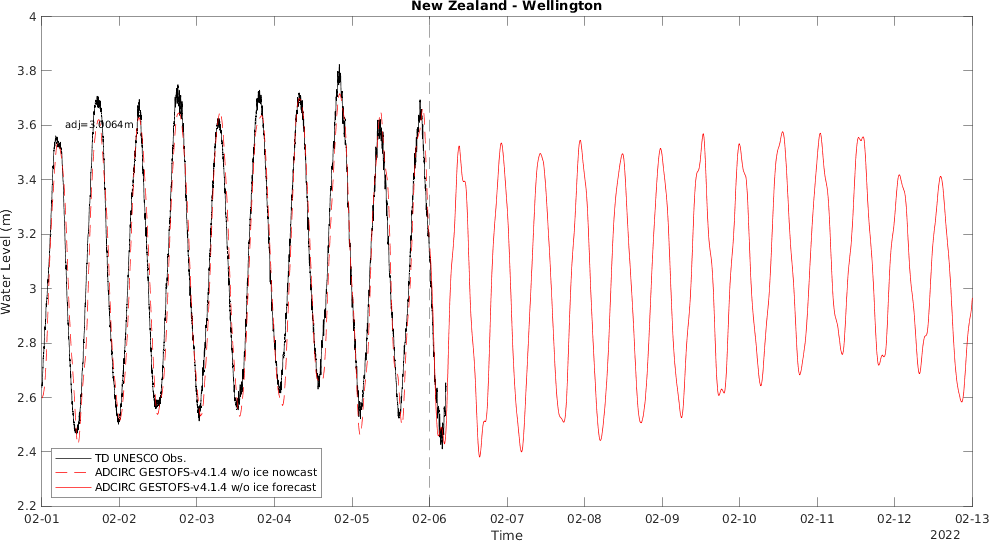 New Zealand - Wellington
Water Level (m)
4
3.8
3.6
3.4
3.2
3
2.8
2.6
2.4
2.2
adj=3.0064m
TD UNESCO Obs.
ADCIRC GESTOFS-v4.1.4 w/o ice nowcast
ADCIRC GESTOFS-v4.1.4 w/o ice forecast
02-01 02-02 02-03 02-04 02-05 02-06 02-07 02-08 02-09 02-10 02-11 02-12 02-13
Time
2022